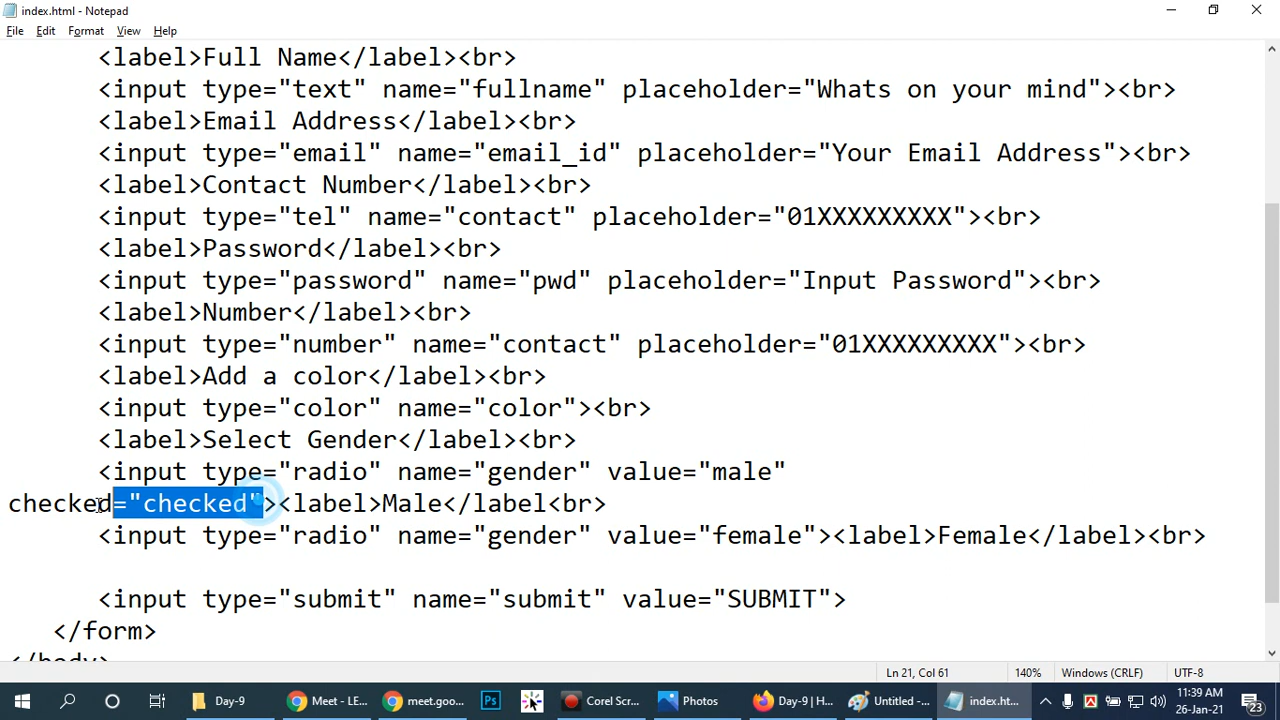 index.html - Notepad
File Edit Format View Help
<label>Full Name</label><br>
<input type="text" name="fullname" placeholder="Whats on your mind"><br>
<label>Email Address</label><br>
<input type="email" name="email_id" placeholder="Your Email Address"><br>
<label>Contact Number</label><br>
<input type="tel" name="contact" placeholder="01XXXXXXXXX"><br>
<label>Password</label><br>
<input type="password" name="pwd" placeholder="Input Password"><br>
<label>Number</label><br>
<input type="number" name="contact" placeholder="01XXXXXXXXX"><br>
<label>Add a color</label><br>
<input type="color" name="color"><br>
<label>Select Gender</label><br>
<input type="radio" name="gender" value="male"
checked="checked"><label>Male</label<br>
<input type="radio" name="gender" value="female"><label>Female</label><br>
<input type="submit" name="submit" value="SUBMIT">
</form>
</body>
Ln 21, Col 61 140% Windows (CRLF) UTF-8
Day-9 Meet - LE... meet.goo... Ps Corel Scr... Photos Day-9 | H... Untitled -... index.ht... 11:39 AM
26-Jan-21 23